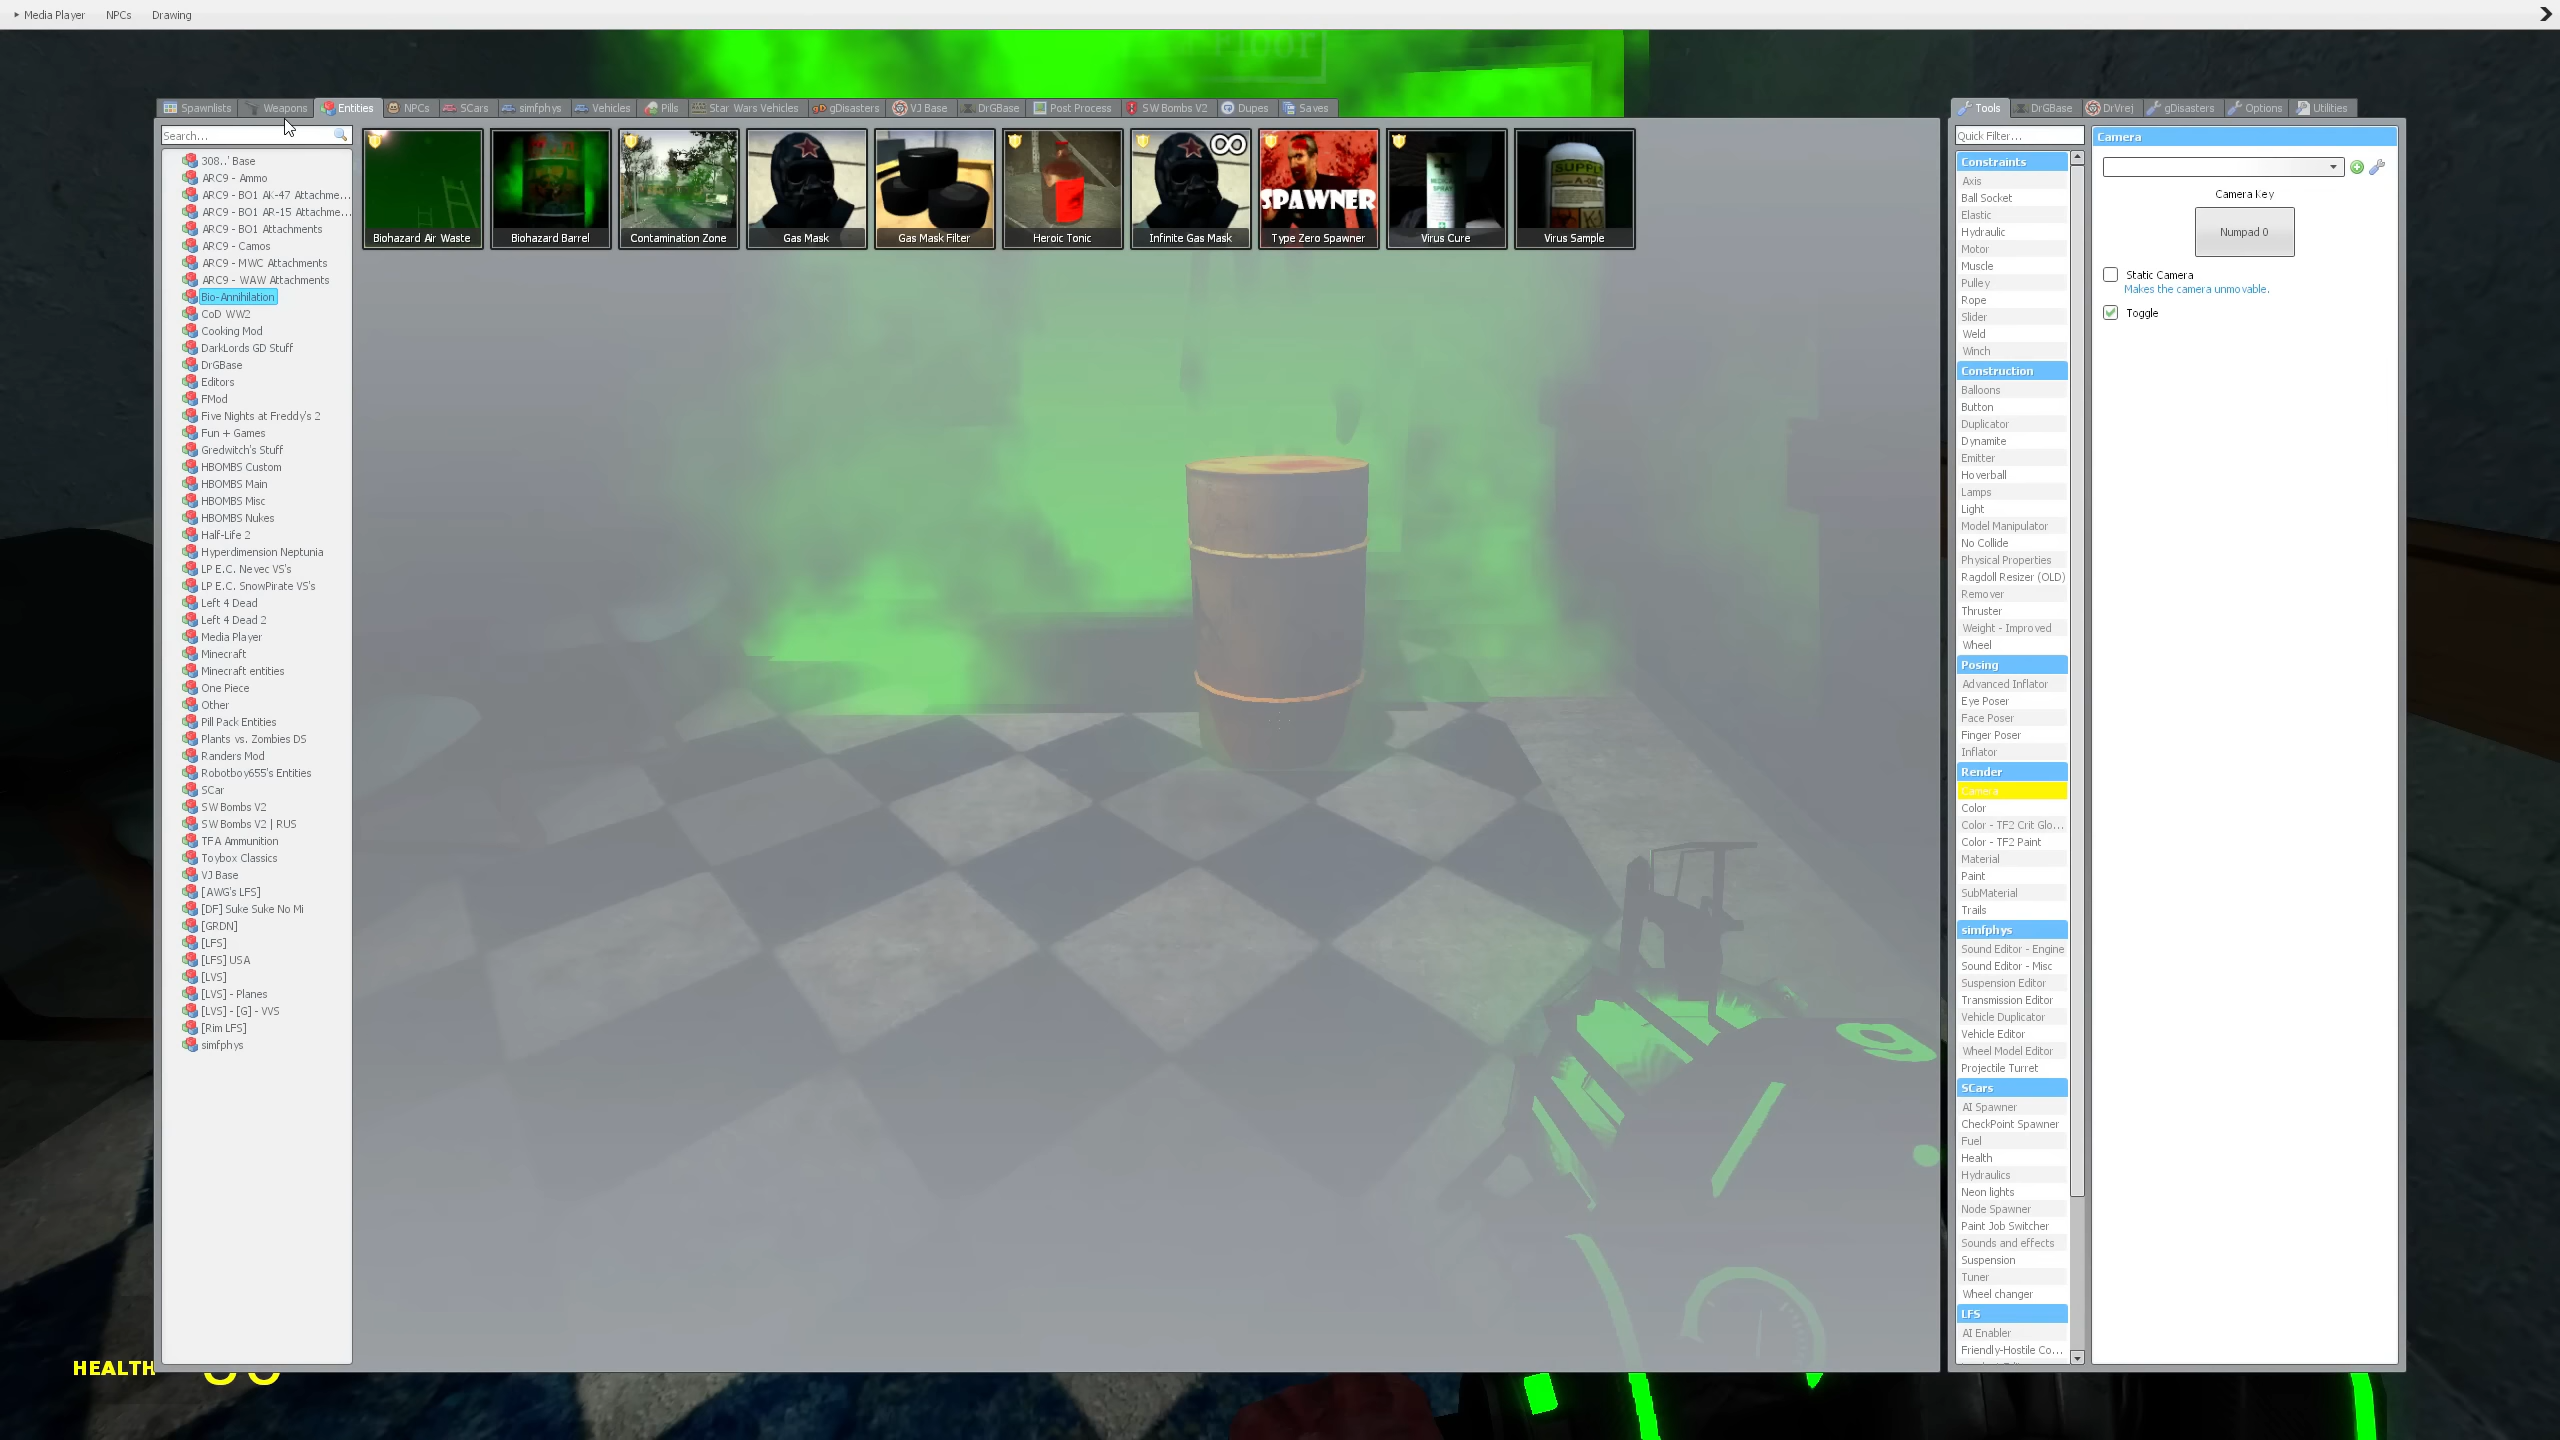 Media Player NPCs Drawing
Floor
Spawnlists Weapons Entities NPCs SCars simfphys Vehicles Pills Star Wars Vehicles gDisasters VJ Base DrGBase Post Process SW Bombs V2 Dupes Saves
Search...
308..' Base
ARC9 - Ammo
ARC9 - BO1 AK-47 Attachme...
ARC9 - BO1 AR-15 Attachme...
ARC9 - BO1 Attachments
ARC9 - Camos
ARC9 - MWC Attachments
ARC9 - WAW Attachments
Bio-Annihilation
CoD WW2
Cooking Mod
DarkLords GD Stuff
DrGBase
Editors
FMod
Five Nights at Freddy's 2
Fun + Games
Gredwitch's Stuff
HBOMBS Custom
HBOMBS Main
HBOMBS Misc
HBOMBS Nukes
Half-Life 2
Hyperdimension Neptunia
LP E.C. Nevec VS's
LP E.C. SnowPirate VS's
Left 4 Dead
Left 4 Dead 2
Media Player
Minecraft
Minecraft entities
One Piece
Other
Pill Pack Entities
Plants vs. Zombies DS
Randers Mod
Robotboy655's Entities
SCar
SW Bombs V2
SW Bombs V2 | RUS
TFA Ammunition
Toybox Classics
VJ Base
[AWG's LFS]
[DF] Suke Suke No Mi
[GRDN]
[LFS]
[LFS] USA
[LVS]
[LVS] - Planes
[LVS] - [G] - VVS
[Rim LFS]
simfphys
SPAWNER
SUPPLY
Biohazard Air Waste Biohazard Barrel Contamination Zone Gas Mask Gas Mask Filter Heroic Tonic Infinite Gas Mask Type Zero Spawner Virus Cure Virus Sample
Tools DrGBase DrVrej gDisasters Options Utilities
Quick Filter...
Constraints
Axis
Ball Socket
Elastic
Hydraulic
Motor
Muscle
Pulley
Rope
Slider
Weld
Winch
Construction
Balloons
Button
Duplicator
Dynamite
Emitter
Hoverball
Lamps
Light
Model Manipulator
No Collide
Physical Properties
Ragdoll Resizer (OLD)
Remover
Thruster
Weight - Improved
Wheel
Posing
Advanced Inflator
Eye Poser
Face Poser
Finger Poser
Inflator
Render
Camera
Color
Color - TF2 Crit Glo...
Color - TF2 Paint
Material
Paint
SubMaterial
Trails
simfphys
Sound Editor - Engine
Sound Editor - Misc
Suspension Editor
Transmission Editor
Vehicle Duplicator
Vehicle Editor
Wheel Model Editor
Projectile Turret
SCars
AI Spawner
CheckPoint Spawner
Fuel
Health
Hydraulics
Neon lights
Node Spawner
Paint Job Switcher
Sounds and effects
Suspension
Tuner
Wheel changer
LFS
AI Enabler
Friendly-Hostile Co...
Camera
Camera Key
Numpad 0
Static Camera
Makes the camera unmovable.
Toggle
HEALTH